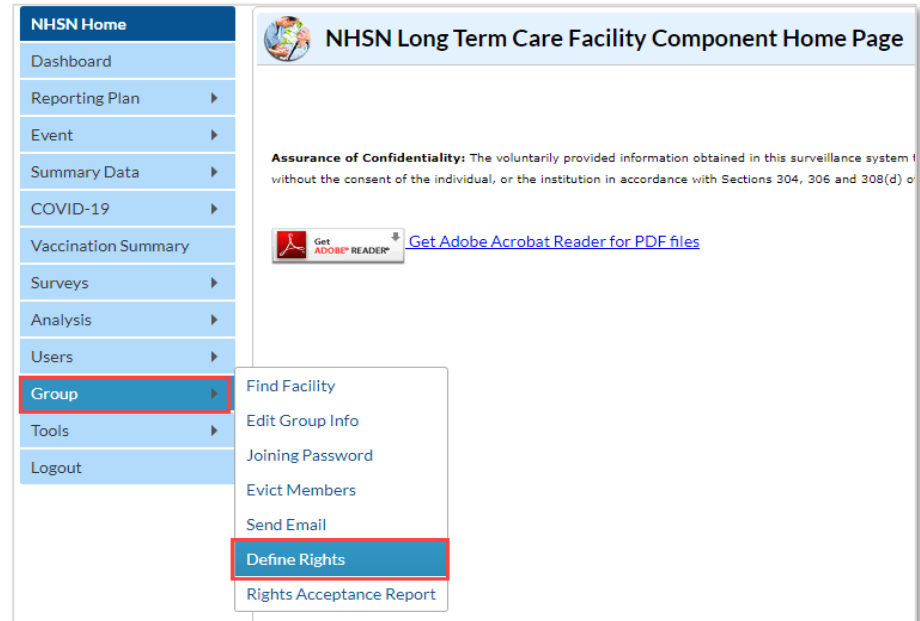 NHSN Home
Dashboard
Reporting Plan
Event
Summary Data
COVID-19
Vaccination Summary
Surveys
Analysis
Users
Group
Tools
Logout
NHSN Long Term Care Facility Component Home Page
Assurance of Confidentiality: The voluntarily provided information obtained in this surveillance system
without the consent of the individual, or the institution in accordance with Sections 304, 306 and 308(d)
Get
ADOBE® READER®
Get Adobe Acrobat Reader for PDF files
Find Facility
Edit Group Info
Joining Password
Evict Members
Send Email
Define Rights
Rights Acceptance Report